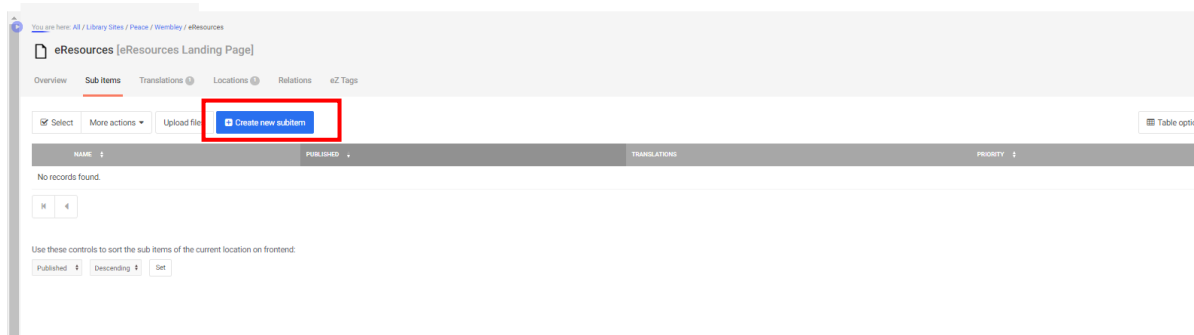 You are here: All / Library Sites / Peace / Wembley / eResources
eResources [eResources Landing Page]
Overview Sub items Translations Locations Relations eZ Tags
Select More actions Upload file Create new subitem Table optio
NAME PUBLISHED TRANSLATIONS PRIORITY
No records found.
Use these controls to sort the sub items of the current location on frontend:
Published Descending Set